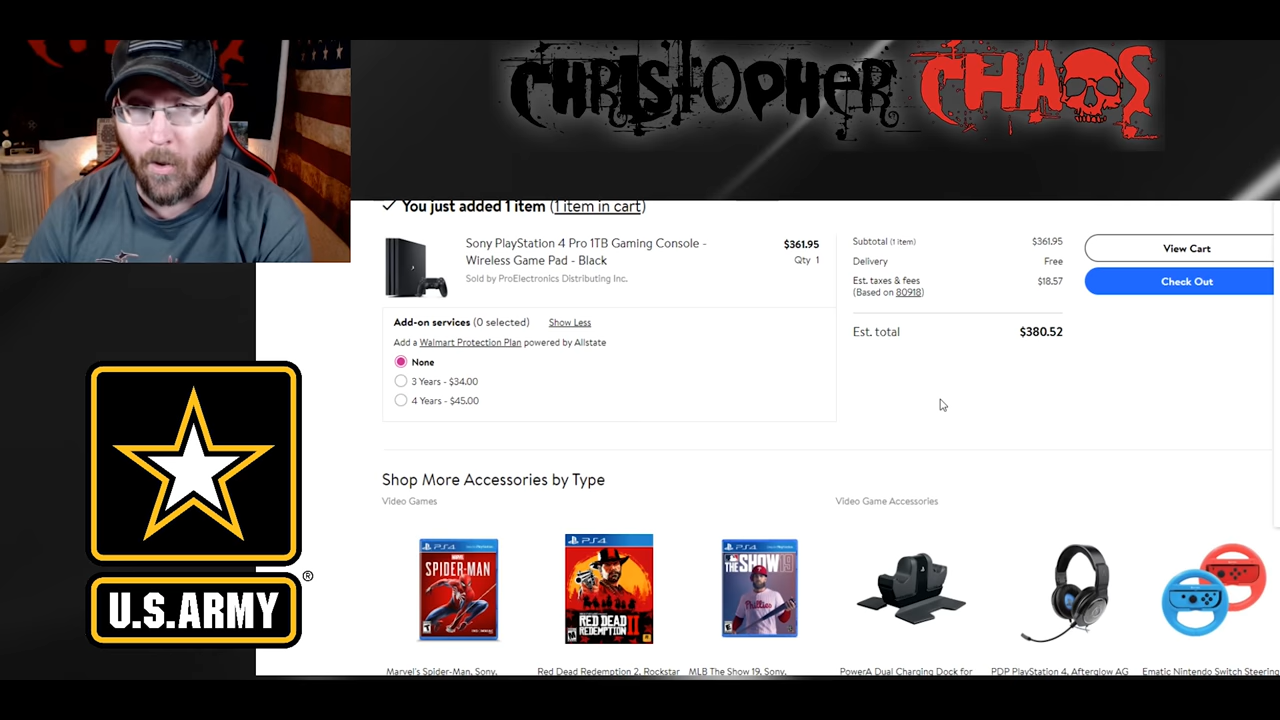 CHRISTOPHER CHAOS
You just added 1 item (1 item in cart)
Sony PlayStation 4 Pro 1TB Gaming Console -
Wireless Game Pad - Black
Sold by ProElectronics Distributing Inc.
$361.95
Qty 1
Add-on services (0 selected) Show Less
Add a Walmart Protection Plan powered by Allstate
None
3 Years - $34.00
4 Years - $45.00
Subtotal (1 item) $361.95
Delivery Free
Est. taxes & fees $18.57
(Based on 80918)
Est. total $380.52
View Cart
Check Out
Shop More Accessories by Type
Video Games
Video Game Accessories
PS4
MARVEL
SPIDER-MAN
PS4
RED DEAD
REDEMPTION II
PS4
MLB
THE SHOW 19
Phillies
Marvel's Spider-Man, Sony,
Red Dead Redemption 2, Rockstar
MLB The Show 19, Sony,
PowerA Dual Charging Dock for
PDP PlayStation 4, Afterglow AG
Ematic Nintendo Switch Steering
U.S.ARMY
®